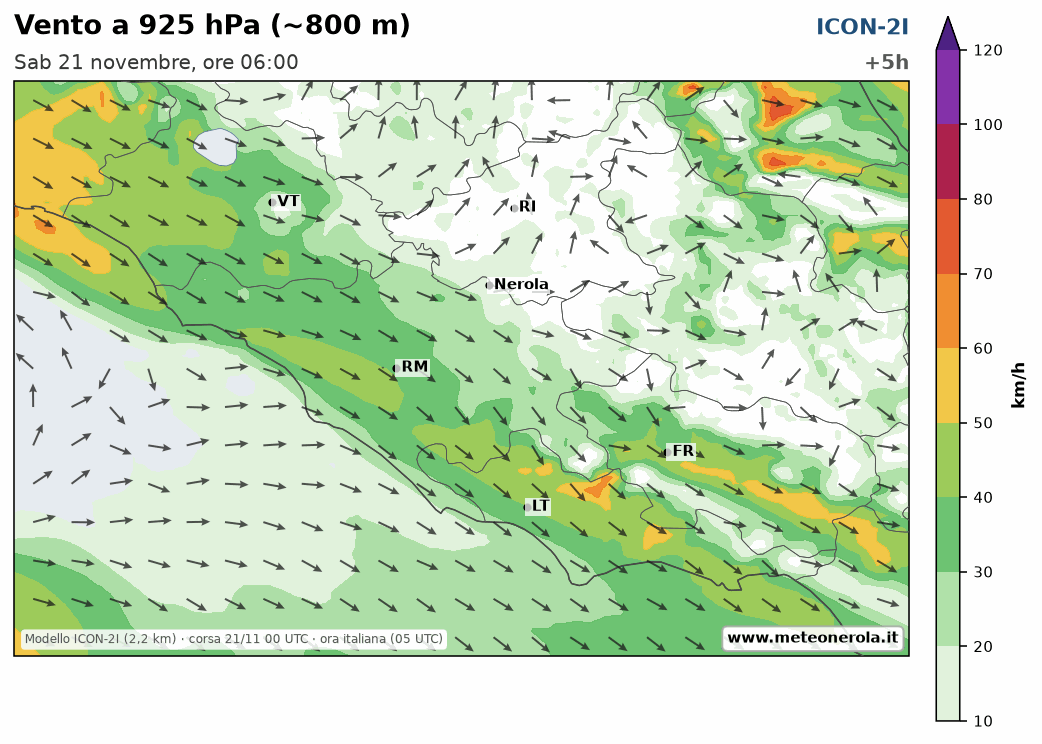 Vento a 925 hPa (~800 m)
ICON-2I
Sab 21 novembre, ore 06:00
+5h
VT
RI
Nerola
RM
FR
LT
Modello ICON-2I (2,2 km) · corsa 21/11 00 UTC · ora italiana (05 UTC)
www.meteonerola.it
120
100
80
70
60
50
40
30
20
10
km/h